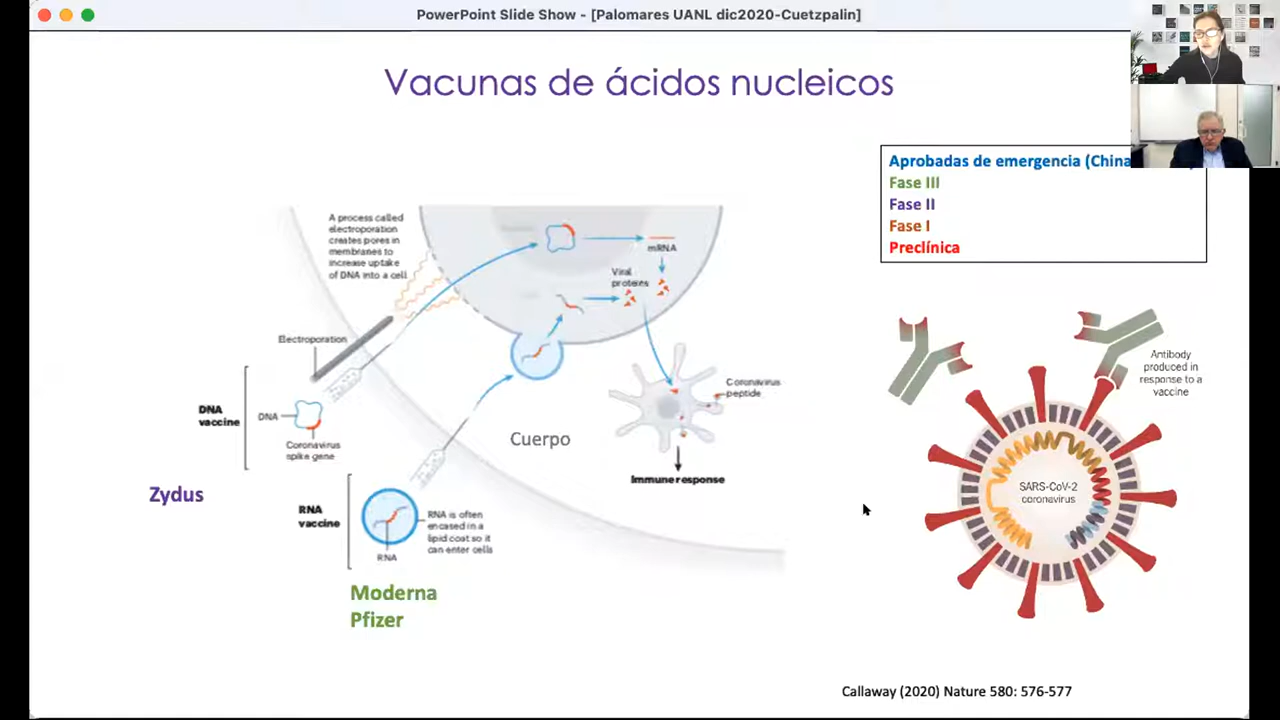 PowerPoint Slide Show - [Palomares UANL dic2020-Cuetzpalin]
Vacunas de ácidos nucleicos
Aprobadas de emergencia (China
Fase III
Fase II
Fase I
Preclínica
A process called
electroporation
creates pores in
membranes to
increase uptake
of DNA into a cell
mRNA
Viral
proteins
Electroporation
DNA
vaccine
DNA
Coronavirus
spike gene
Cuerpo
Coronavirus
peptide
Immune response
Zydus
RNA
vaccine
RNA is often
encased in a
lipid coat so it
can enter cells
RNA
Moderna
Pfizer
Antibody
produced in
response to a
vaccine
SARS-CoV-2
coronavirus
Callaway (2020) Nature 580: 576-577